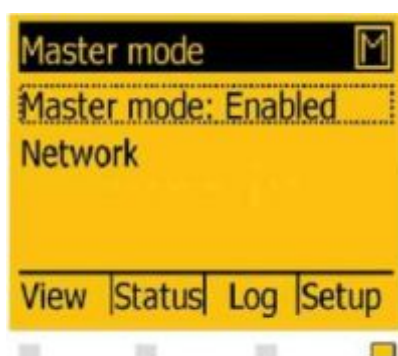 Master mode M
Master mode: Enabled
Network
View Status Log Setup